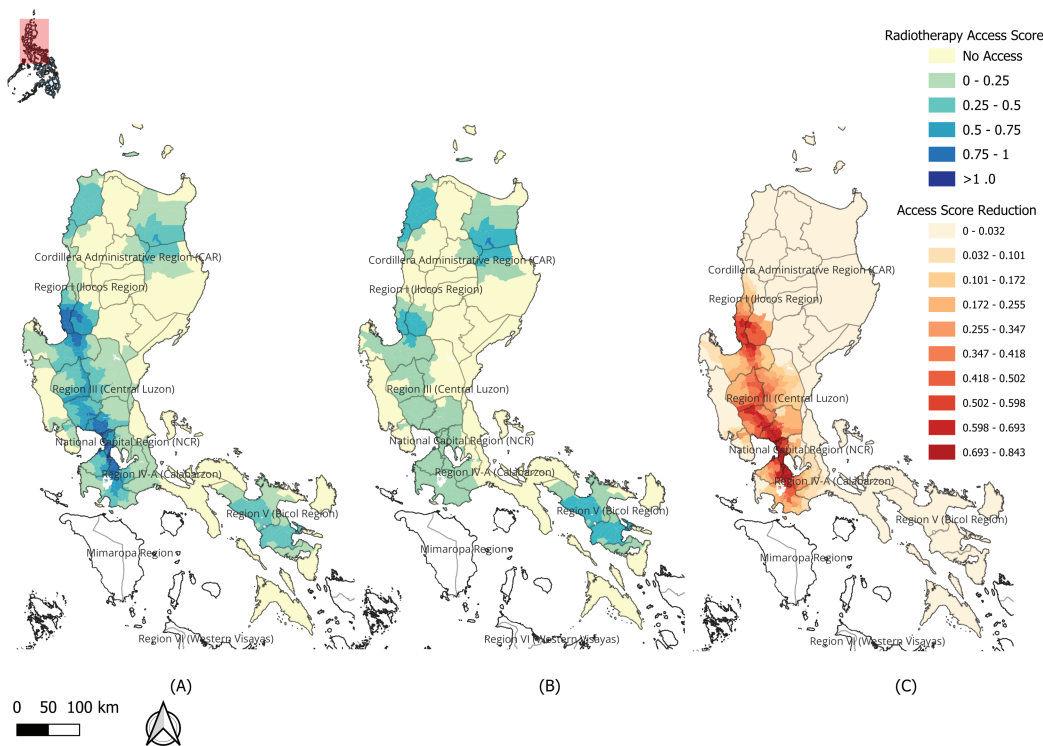 Radiotherapy Access Score
No Access
0 - 0.25
0.25 - 0.5
0.5 - 0.75
0.75 - 1
>1 .0
Access Score Reduction
0 - 0.032
0.032 - 0.101
0.101 - 0.172
0.172 - 0.255
0.255 - 0.347
0.347 - 0.418
0.418 - 0.502
0.502 - 0.598
0.598 - 0.693
0.693 - 0.843
Cordillera Administrative Region (CAR)
Region I (Ilocos Region)
Region III (Central Luzon)
National Capital Region (NCR)
Region IV-A (Calabarzon)
Region V (Bicol Region)
Mimaropa Region
Region VI (Western Visayas)
(A)
Cordillera Administrative Region (CAR)
Region I (Ilocos Region)
Region III (Central Luzon)
National Capital Region (NCR)
Region IV-A (Calabarzon)
Region V (Bicol Region)
Mimaropa Region
Region VI (Western Visayas)
(B)
Cordillera Administrative Region (CAR)
Region I (Ilocos Region)
Region III (Central Luzon)
National Capital Region (NCR)
Region IV-A (Calabarzon)
Region V (Bicol Region)
Mimaropa Region
Region VI (Western Visayas)
(C)
0 50 100 km